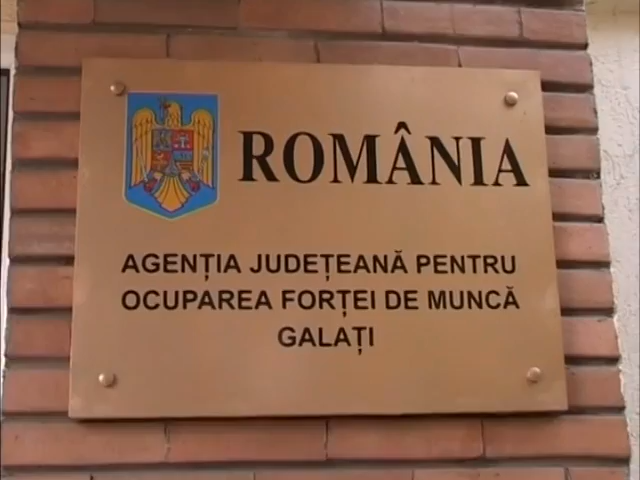 ROMÂNIA
AGENȚIA JUDEȚEANĂ PENTRU
OCUPAREA FORȚEI DE MUNCĂ
GALAȚI